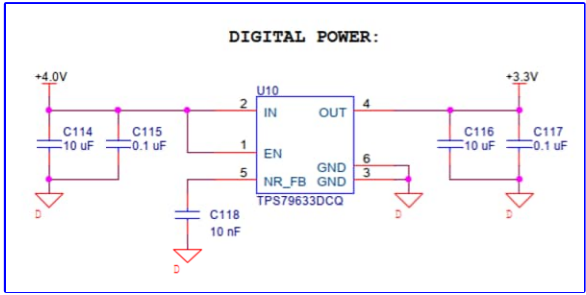 DIGITAL POWER:
+4.0V
+3.3V
U10
2
IN
OUT
4
C114
10 uF
C115
0.1 uF
C116
10 uF
C117
0.1 uF
1
EN
GND
6
5
NR_FB
GND
3
TPS79633DCQ
C118
10 nF
D
D
D
D